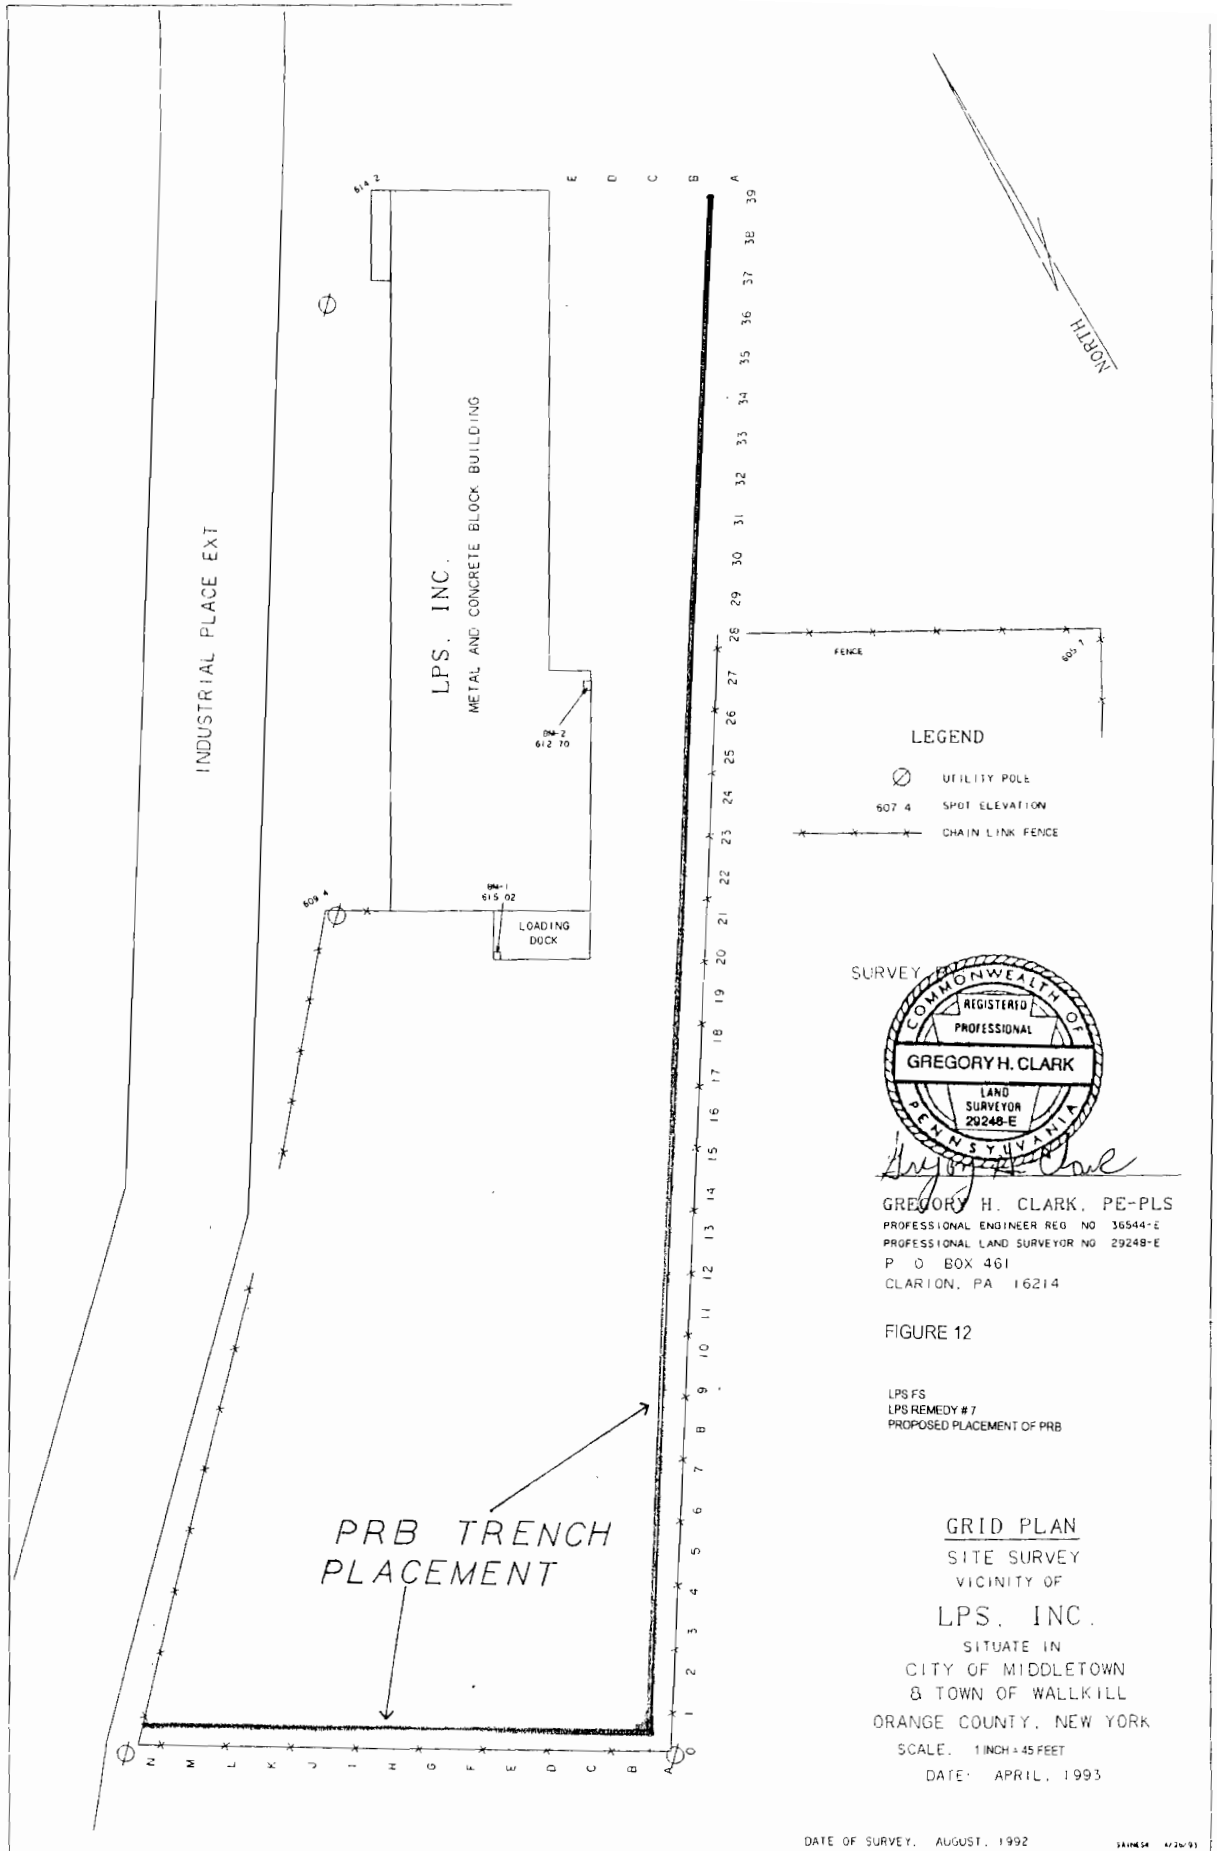 614 2
E D C B A
39
38
37
36
35
34
33
32
31
30
29
28
27
26
25
24
23
22
21
20
19
18
17
16
15
14
13
12
11
10
9
8
7
6
5
4
3
2
1
0
NORTH
INDUSTRIAL PLACE EXT
LPS. INC.
METAL AND CONCRETE BLOCK BUILDING
BM-2
612 70
FENCE
605 1
LEGEND
UTILITY POLE
607 4 SPOT ELEVATION
CHAIN LINK FENCE
609 4
BM-1
615 02
LOADING
DOCK
SURVEY
COMMONWEALTH OF
REGISTERED
PROFESSIONAL
GREGORY H. CLARK
LAND
SURVEYOR
29248-E
PENNSYLVANIA
Gregory H Clark
GREGORY H. CLARK, PE-PLS
PROFESSIONAL ENGINEER REG NO 36544-E
PROFESSIONAL LAND SURVEYOR NO 29248-E
P O BOX 461
CLARION, PA 16214
FIGURE 12
LPS FS
LPS REMEDY # 7
PROPOSED PLACEMENT OF PRB
PRB TRENCH
PLACEMENT
GRID PLAN
SITE SURVEY
VICINITY OF
LPS, INC.
SITUATE IN
CITY OF MIDDLETOWN
& TOWN OF WALLKILL
ORANGE COUNTY, NEW YORK
SCALE. 1 INCH = 45 FEET
DATE: APRIL, 1993
N M L K J I H G F E D C B A
DATE OF SURVEY. AUGUST, 1992